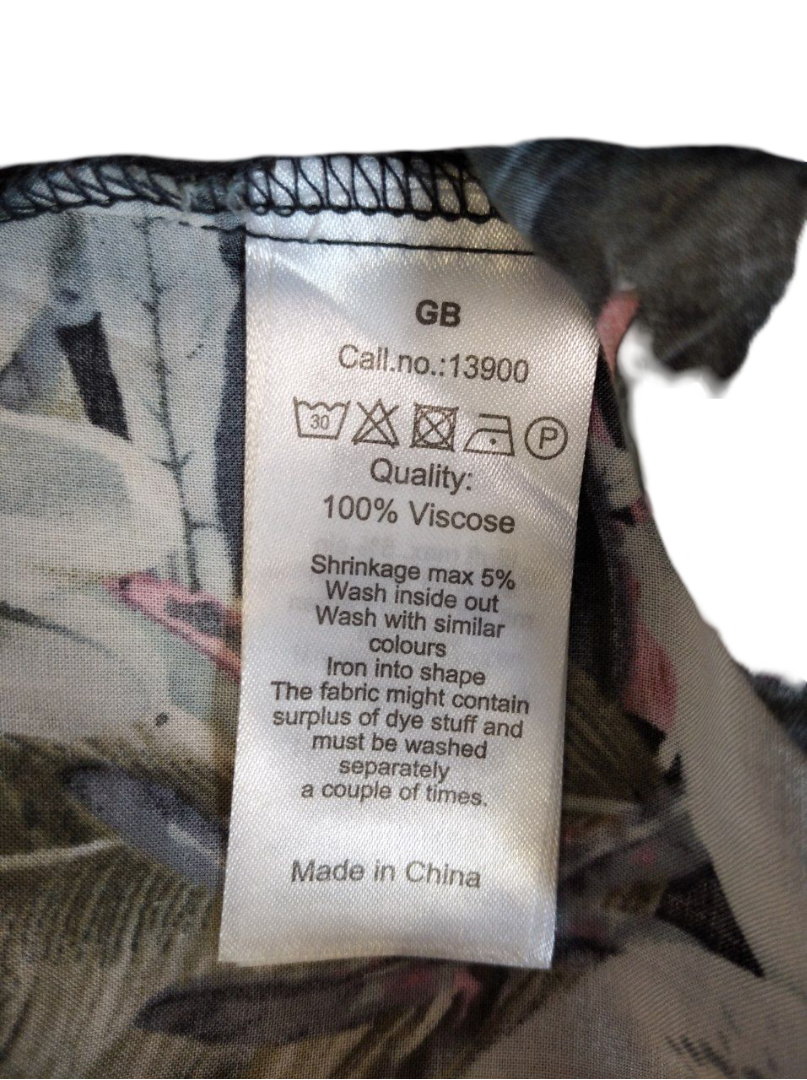 GB
Call.no.:13900
30 P
Quality:
100% Viscose
Shrinkage max 5%
Wash inside out
Wash with similar
colours
Iron into shape
The fabric might contain
surplus of dye stuff and
must be washed
separately
a couple of times.
Made in China